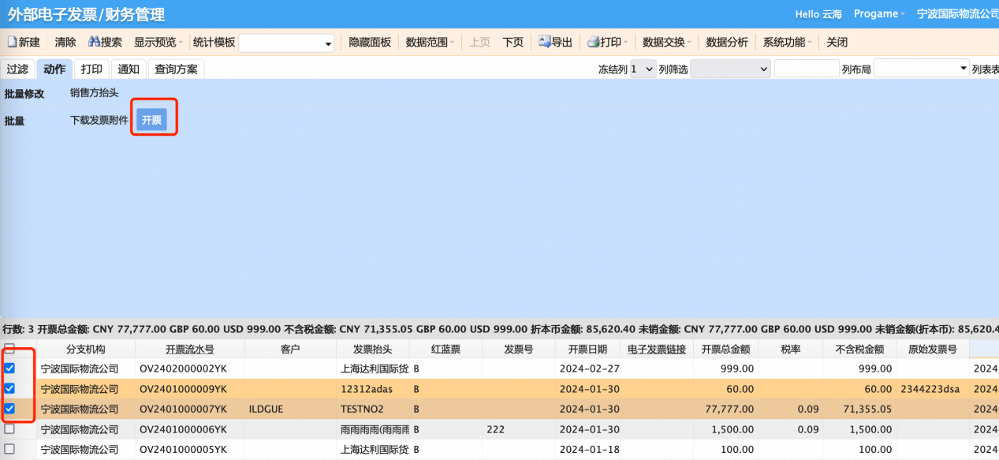 外部电子发票/财务管理 Hello 云海 Progame 宁波国际物流公司
新建 清除 搜索 显示预览 统计模板 隐藏面板 数据范围 上页 下页 导出 打印 数据交换 数据分析 系统功能 关闭
过滤 动作 打印 通知 查询方案 冻结列 1 列筛选 列布局 列表表
批量修改 销售方抬头
批量 下载发票附件 开票
行数: 3 开票总金额: CNY 77,777.00 GBP 60.00 USD 999.00 不含税金额: CNY 71,355.05 GBP 60.00 USD 999.00 折本币金额: 85,620.40 未销金额: CNY 77,777.00 GBP 60.00 USD 999.00 未销金额(折本币): 85,620.4
分支机构 开票流水号 客户 发票抬头 红蓝票 发票号 开票日期 电子发票链接 开票总金额 税率 不含税金额 原始发票号
宁波国际物流公司 OV2402000002YK 上海达利国际货 B 2024-02-27 999.00 999.00 2024-
宁波国际物流公司 OV2401000009YK 12312adas B 2024-01-30 60.00 60.00 2344223dsa 2024-
宁波国际物流公司 OV2401000007YK ILDGUE TESTNO2 B 2024-01-30 77,777.00 0.09 71,355.05 2024-
宁波国际物流公司 OV2401000006YK 雨雨雨雨(雨雨雨 B 222 2024-01-30 1,500.00 0.09 1,500.00 2024-
宁波国际物流公司 OV2401000005YK 上海达利国际货 B 2024-01-18 100.00 100.00 2024-